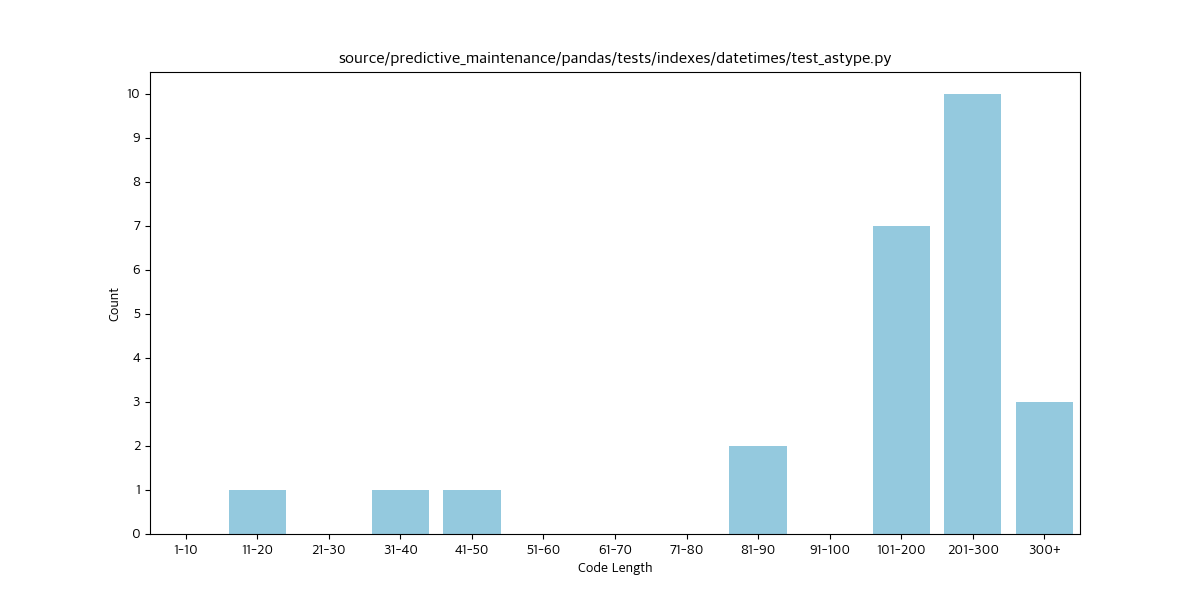 source/predictive_maintenance/pandas/tests/indexes/datetimes/test_astype.py
10
9
8
7
6
5
4
3
2
1
0
Count
1-10 11-20 21-30 31-40 41-50 51-60 61-70 71-80 81-90 91-100 101-200 201-300 300+
Code Length